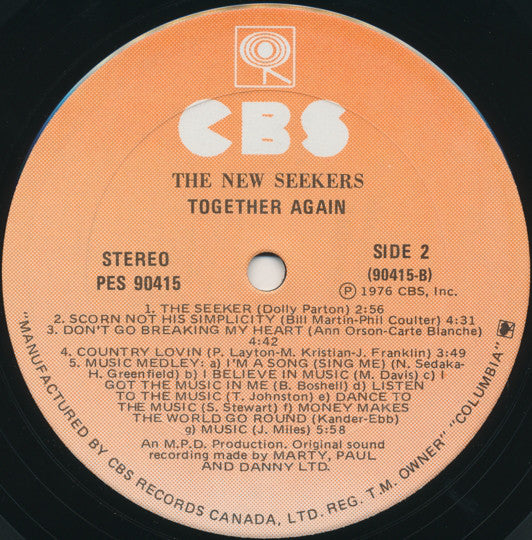 CBS
THE NEW SEEKERS
TOGETHER AGAIN
STEREO
PES 90415
SIDE 2
(90415-B)
Ⓟ 1976 CBS, Inc.
1. THE SEEKER (Dolly Parton) 2:56
2. SCORN NOT HIS SIMPLICITY (Bill Martin-Phil Coulter) 4:31
3. DON'T GO BREAKING MY HEART (Ann Orson-Carte Blanche)
4:42
4. COUNTRY LOVIN (P. Layton-M. Kristian-J. Franklin) 3:49
5. MUSIC MEDLEY: a) I'M A SONG (SING ME) (N. Sedaka-
H. Greenfield) b) I BELIEVE IN MUSIC (M. Davis) c) I
GOT THE MUSIC IN ME (B. Boshell) d) LISTEN
TO THE MUSIC (T. Johnston) e) DANCE TO
THE MUSIC (S. Stewart) f) MONEY MAKES
THE WORLD GO ROUND (Kander-Ebb)
g) MUSIC (J. Miles) 5:58
An M.P.D. Production. Original sound
recording made by MARTY, PAUL
AND DANNY LTD.
"MANUFACTURED BY CBS RECORDS CANADA, LTD. REG. T.M. OWNER" "COLUMBIA"